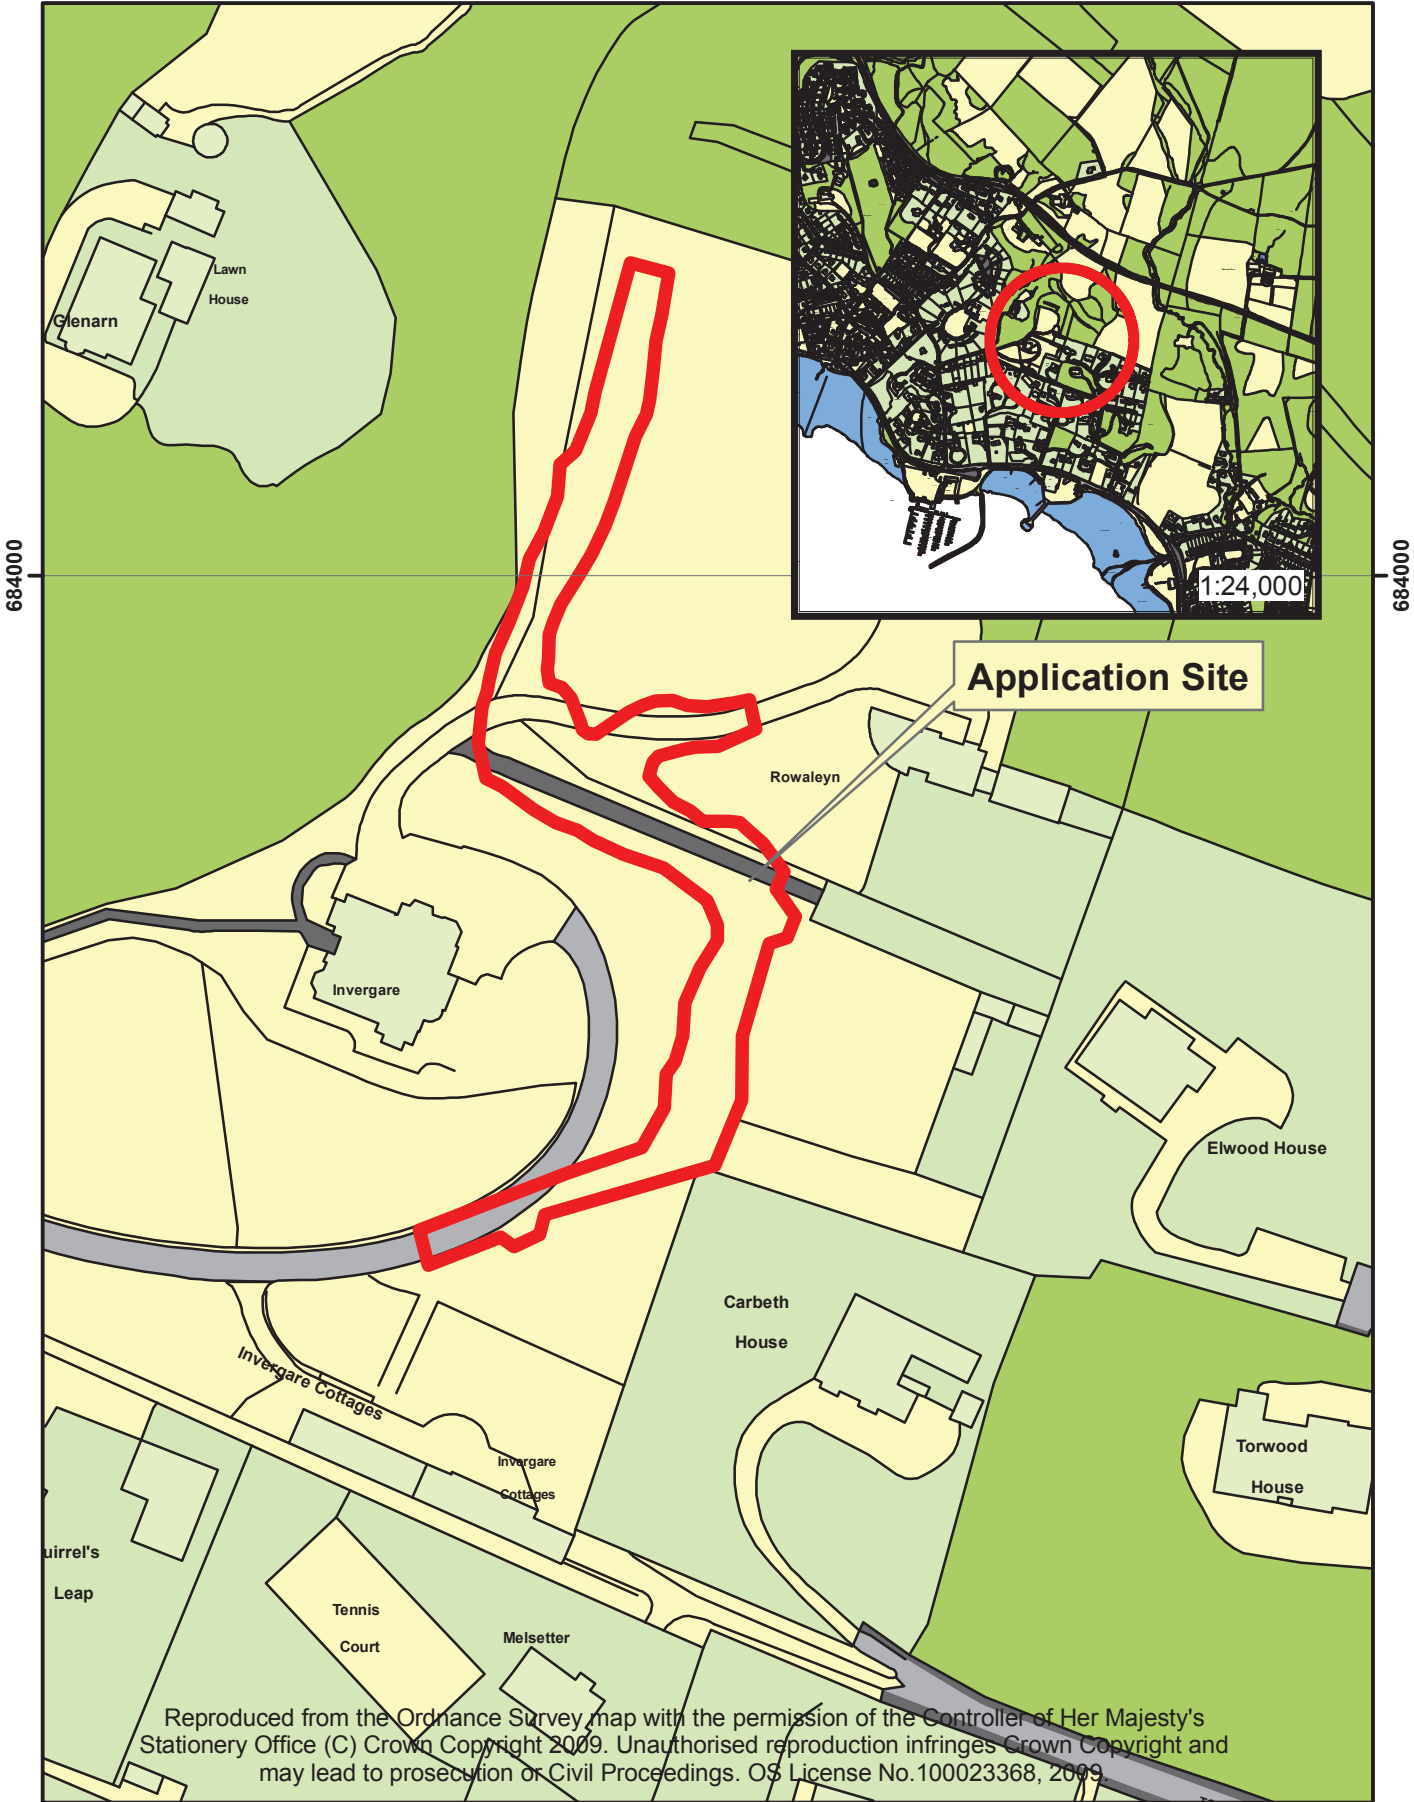 Lawn
House
Glenarn
684000
684000
1:24,000
Application Site
Rowaleyn
Invergare
Elwood House
Carbeth
House
Invergare Cottages
Invergare
Cottages
Torwood
House
uirrel's
Leap
Tennis
Court
Melsetter
Reproduced from the Ordnance Survey map with the permission of the Controller of Her Majesty's
Stationery Office (C) Crown Copyright 2009. Unauthorised reproduction infringes Crown Copyright and
may lead to prosecution or Civil Proceedings. OS License No.100023368, 2009.